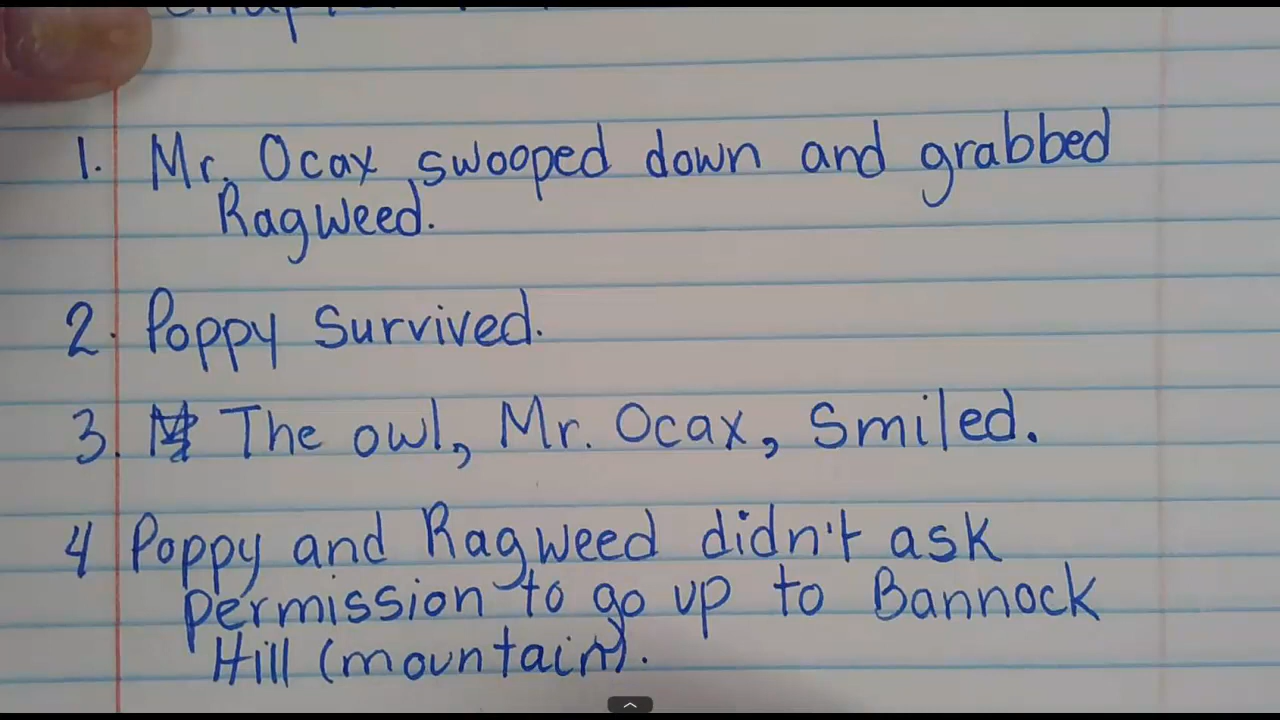 1. Mr. Ocax swooped down and grabbed
Ragweed.
2. Poppy Survived.
3. The owl, Mr. Ocax, Smiled.
4 Poppy and Ragweed didn't ask
permission to go up to Bannock
Hill (mountain).